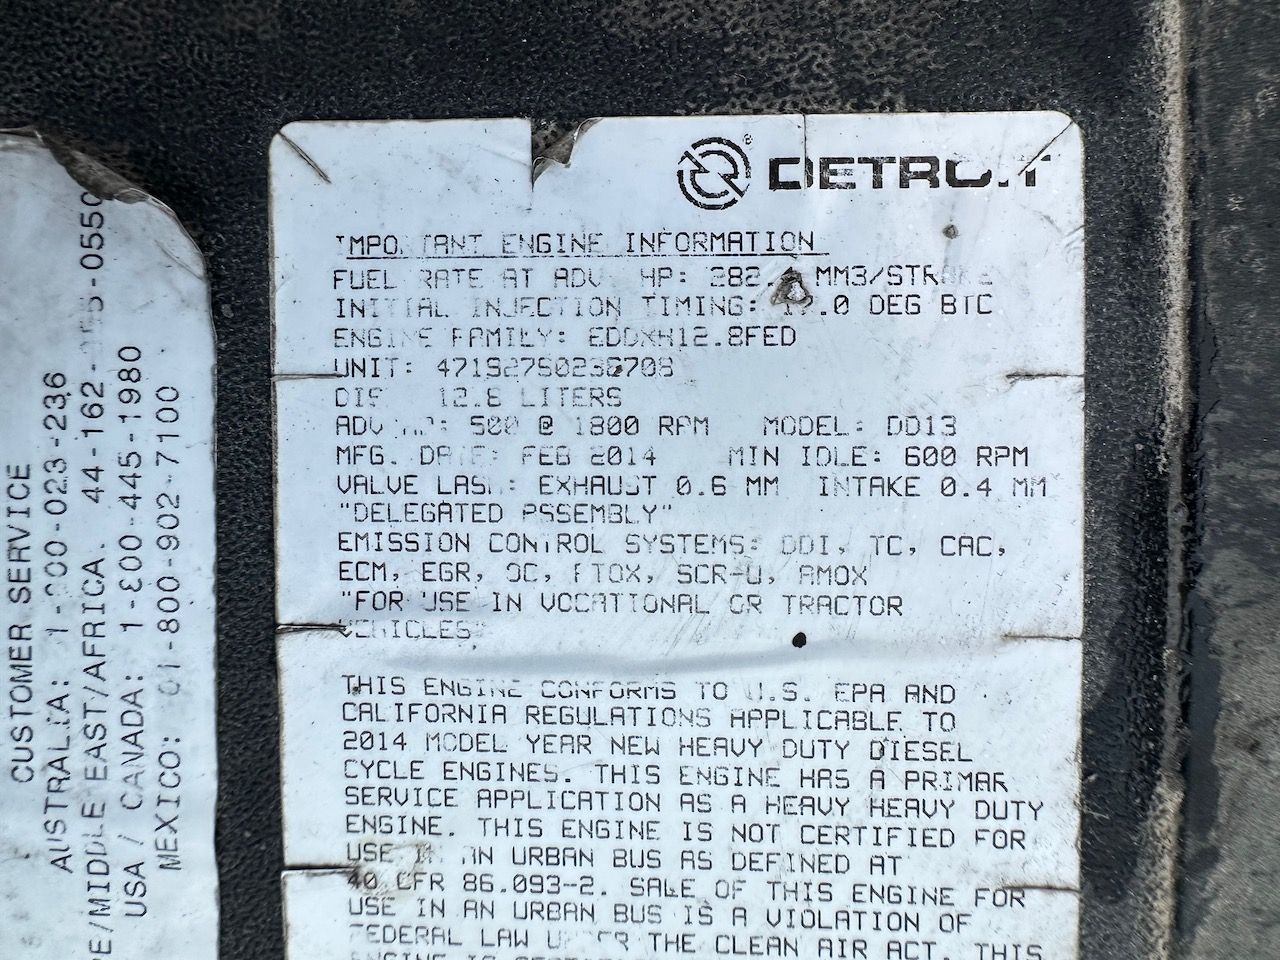 DETROIT
IMPORTANT ENGINE INFORMATION
FUEL RATE AT ADV HP: MM3/STROKE
INITIAL INJECTION TIMING: DEG BTC
ENGINE FAMILY: EDDXH12.8FED
UNIT:
DIS 12.8 LITERS
ADV HP: 500 @ 1800 RPM MODEL: DD13
MFG. DATE: FEB 2014 MIN IDLE: 600 RPM
VALVE LASH: EXHAUST 0.6 MM INTAKE 0.4 MM
"DELEGATED ASSEMBLY"
EMISSION CONTROL SYSTEMS: DDI, TC, CAC,
ECM, EGR, OC, PTOX, SCR-U, AMOX
"FOR USE IN VOCATIONAL OR TRACTOR
VEHICLES"
THIS ENGINE CONFORMS TO U.S. EPA AND
CALIFORNIA REGULATIONS APPLICABLE TO
2014 MODEL YEAR NEW HEAVY DUTY DIESEL
CYCLE ENGINES. THIS ENGINE HAS A PRIMAR
SERVICE APPLICATION AS A HEAVY HEAVY DUTY
ENGINE. THIS ENGINE IS NOT CERTIFIED FOR
USE IN AN URBAN BUS AS DEFINED AT
40 CFR 86.093-2. SALE OF THIS ENGINE FOR
USE IN AN URBAN BUS IS A VIOLATION OF
FEDERAL LAW UNDER THE CLEAN AIR ACT. THIS
CUSTOMER SERVICE
AUSTRALIA:
PE/MIDDLE EAST/AFRICA.
USA / CANADA: 1-800-445-1980
MEXICO: 01-800-902-7100